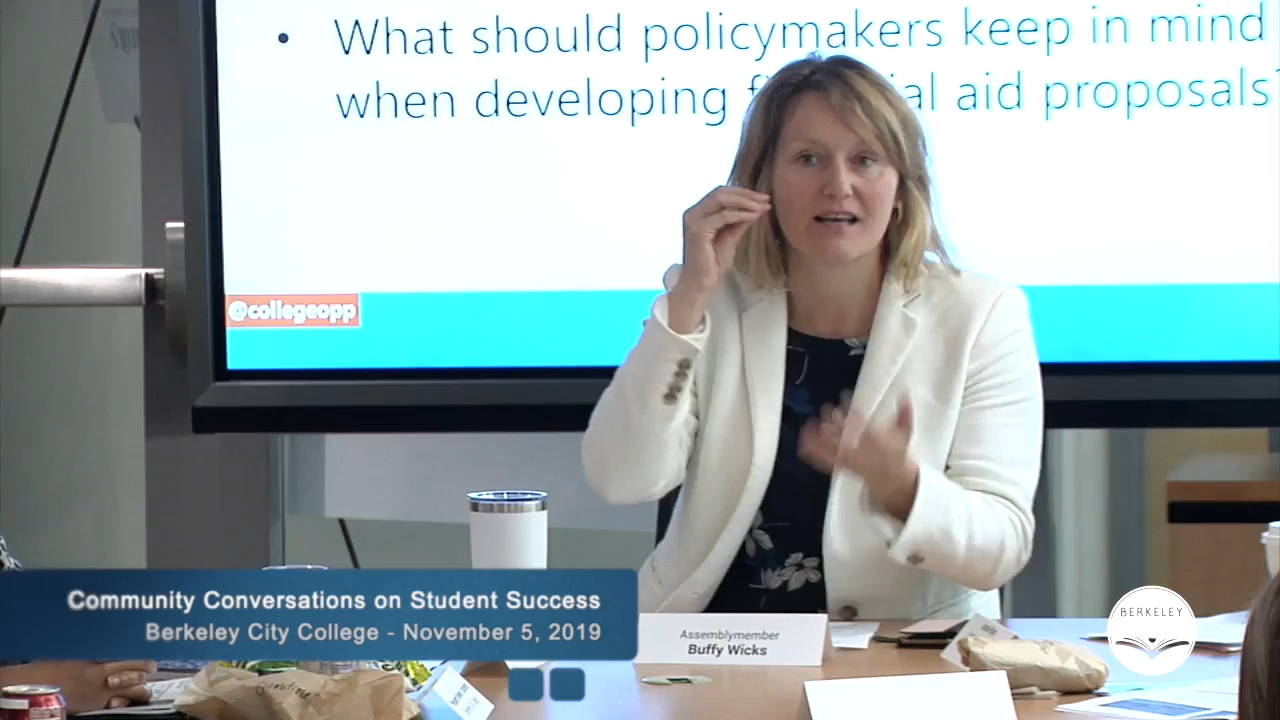 • What should policymakers keep in mind
when developing al aid proposals
@collegeopp
Community Conversations on Student Success
Berkeley City College - November 5, 2019
Assemblymember
Buffy Wicks
BERKELEY